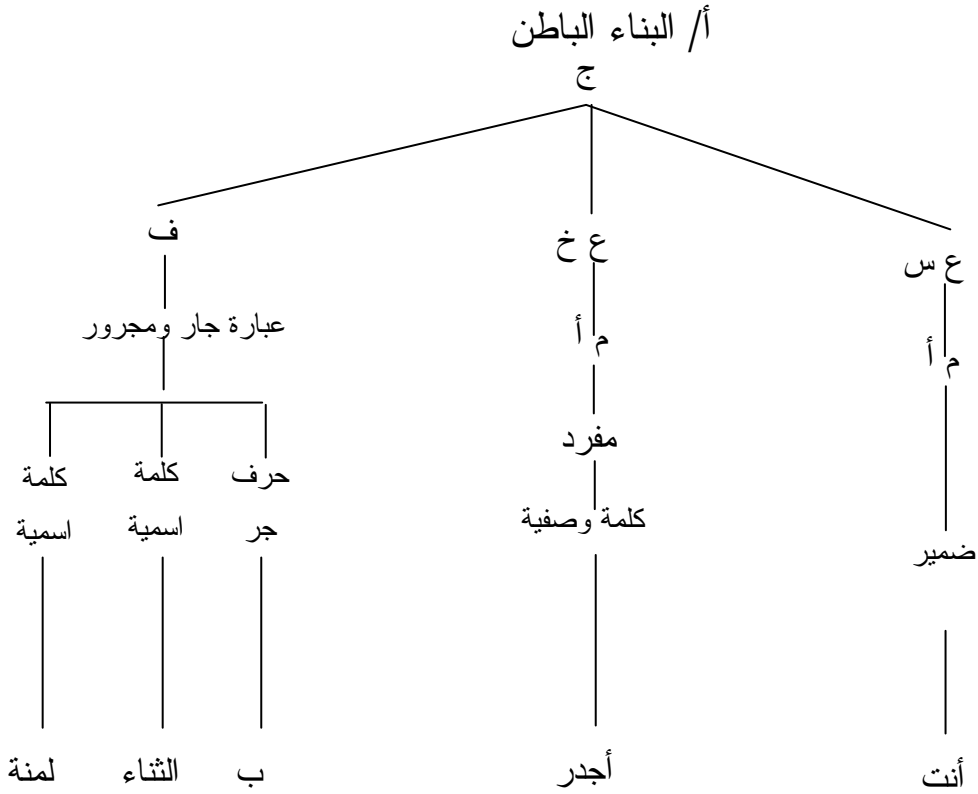 أ/ البناء الباطن
ج
ع س
ع خ
ف
م أ
م أ
عبارة جار ومجرور
مفرد
حرف
جر
كلمة
اسمية
كلمة
اسمية
كلمة وصفية
ضمير
أنت
أجدر
ب
الثناء
لمنة